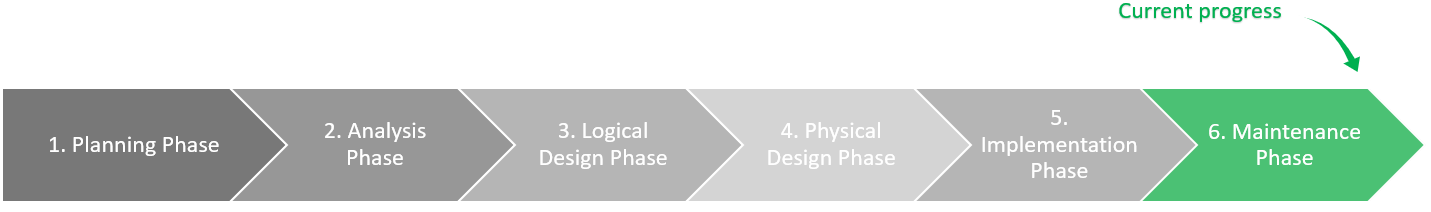 Current progress
1. Planning Phase
2. Analysis
Phase
3. Logical
Design Phase
4. Physical
Design Phase
5.
Implementation
Phase
6. Maintenance
Phase